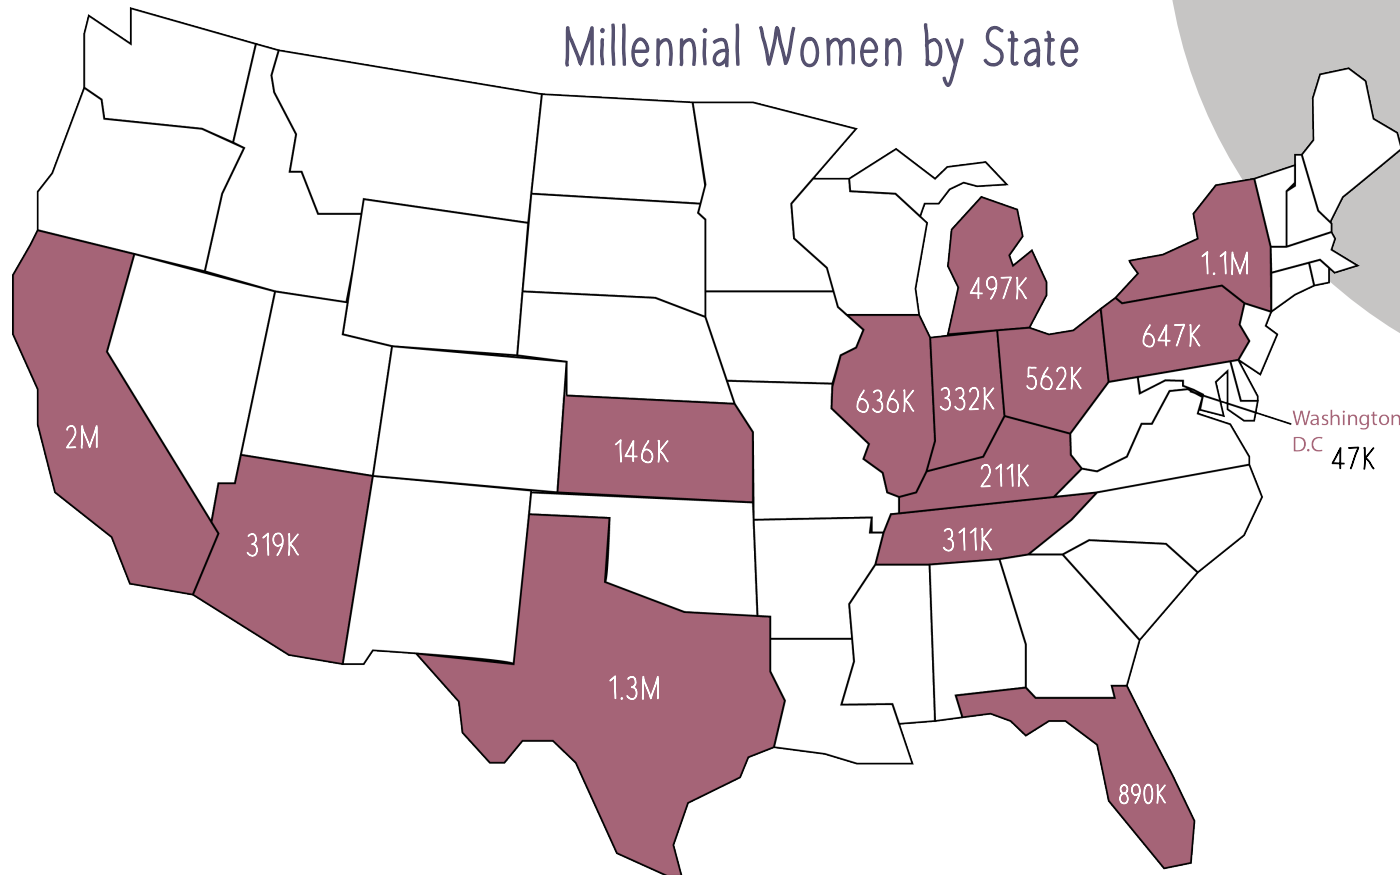 Millennial Women by State
1.1M
497K
647K
562K
636K
332K
Washington
D.C
47K
2M
146K
211K
319K
311K
1.3M
890K